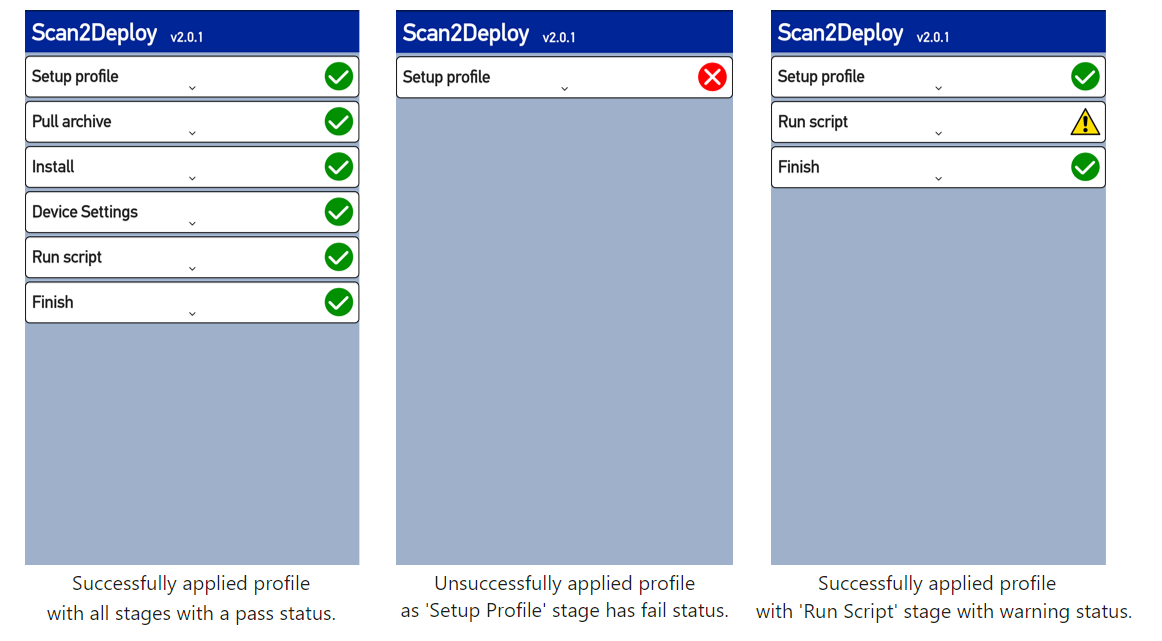 Scan2Deploy v2.0.1
Setup profile
Pull archive
Install
Device Settings
Run script
Finish
Successfully applied profile
with all stages with a pass status.
Scan2Deploy v2.0.1
Setup profile
Unsuccessfully applied profile
as 'Setup Profile' stage has fail status.
Scan2Deploy v2.0.1
Setup profile
Run script
Finish
Successfully applied profile
with 'Run Script' stage with warning status.